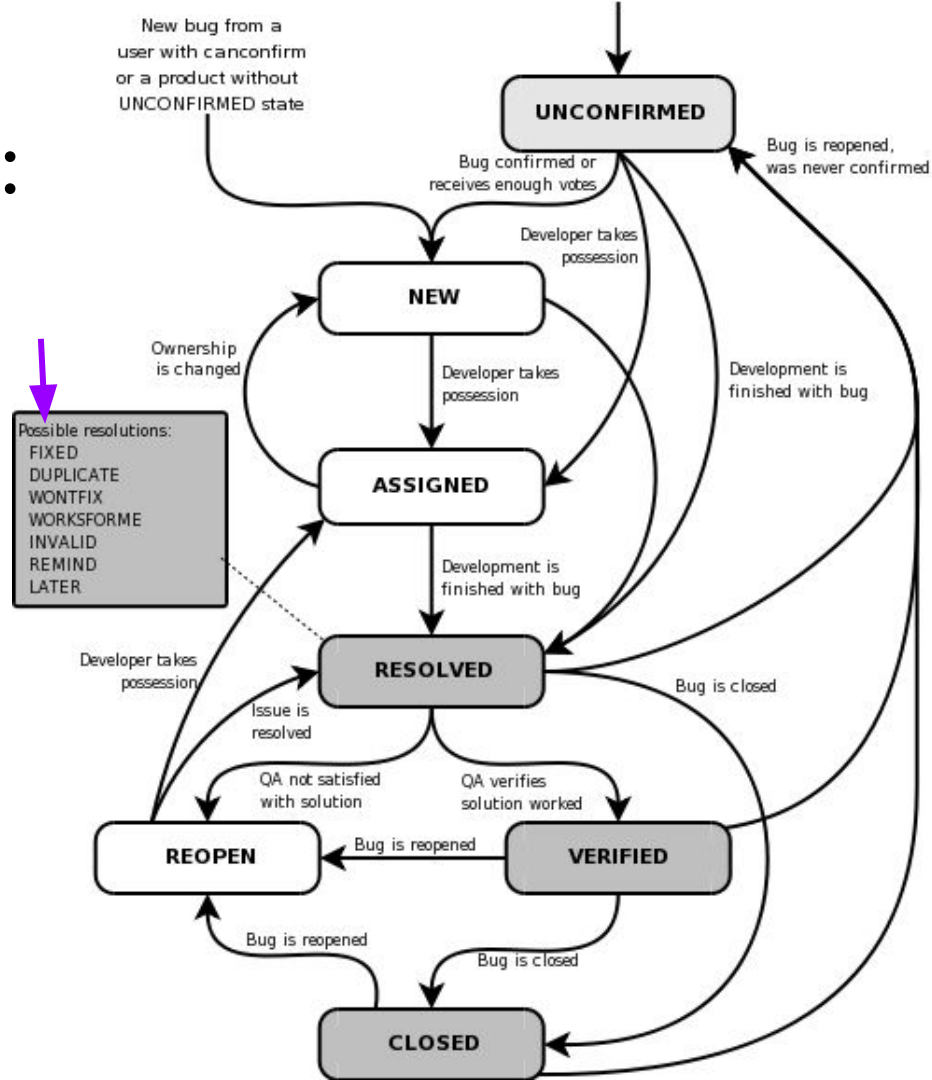 New bug from a
user with canconfirm
or a product without
UNCONFIRMED state
UNCONFIRMED
Bug is reopened,
was never confirmed
Bug confirmed or
receives enough votes
Developer takes
possession
NEW
Ownership
is changed
Developer takes
possession
Development is
finished with bug
Possible resolutions:
FIXED
DUPLICATE
WONTFIX
WORKSFORME
INVALID
REMIND
LATER
ASSIGNED
Development is
finished with bug
RESOLVED
Developer takes
possession
Bug is closed
Issue is
resolved
QA not satisfied
with solution
QA verifies
solution worked
REOPEN
Bug is reopened
VERIFIED
Bug is reopened
Bug is closed
CLOSED